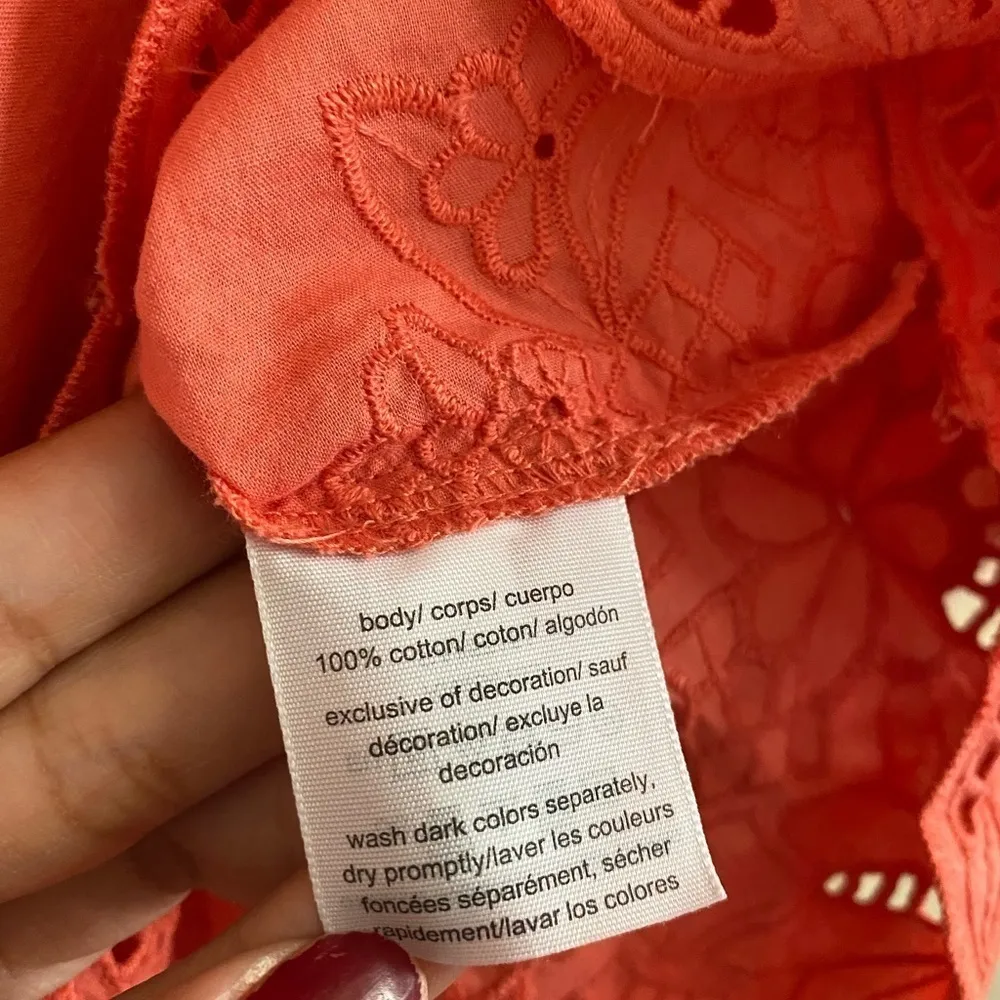 body/ corps/ cuerpo
100% cotton/ coton/ algodón
exclusive of decoration/ sauf
décoration/ excluye la
decoración
wash dark colors separately,
dry promptly/laver les couleurs
foncées séparément, sécher
rapidement/lavar los colores